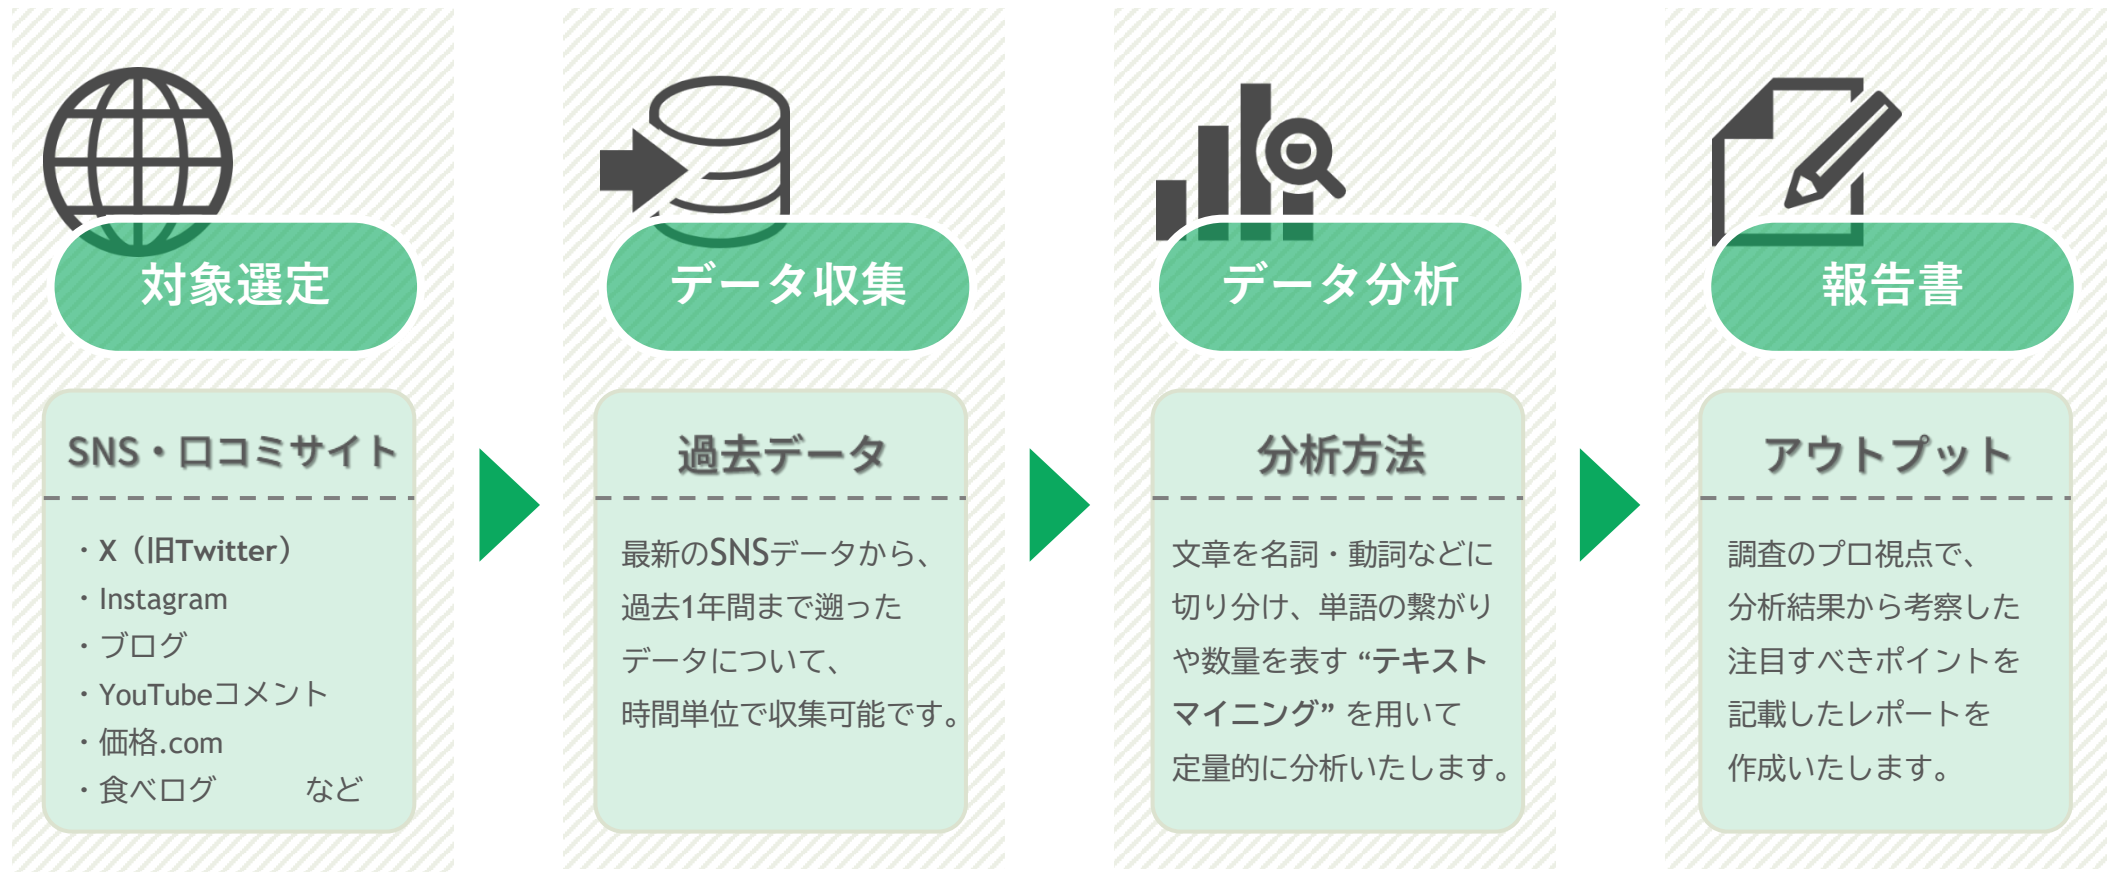 対象選定
SNS・口コミサイト
・X（旧Twitter）
・Instagram
・ブログ
・YouTubeコメント
・価格.com
・食べログ　　　など
データ収集
過去データ
最新のSNSデータから、
過去1年間まで遡った
データについて、
時間単位で収集可能です。
データ分析
分析方法
文章を名詞・動詞などに
切り分け、単語の繋がり
や数量を表す “テキスト
マイニング” を用いて
定量的に分析いたします。
報告書
アウトプット
調査のプロ視点で、
分析結果から考察した
注目すべきポイントを
記載したレポートを
作成いたします。